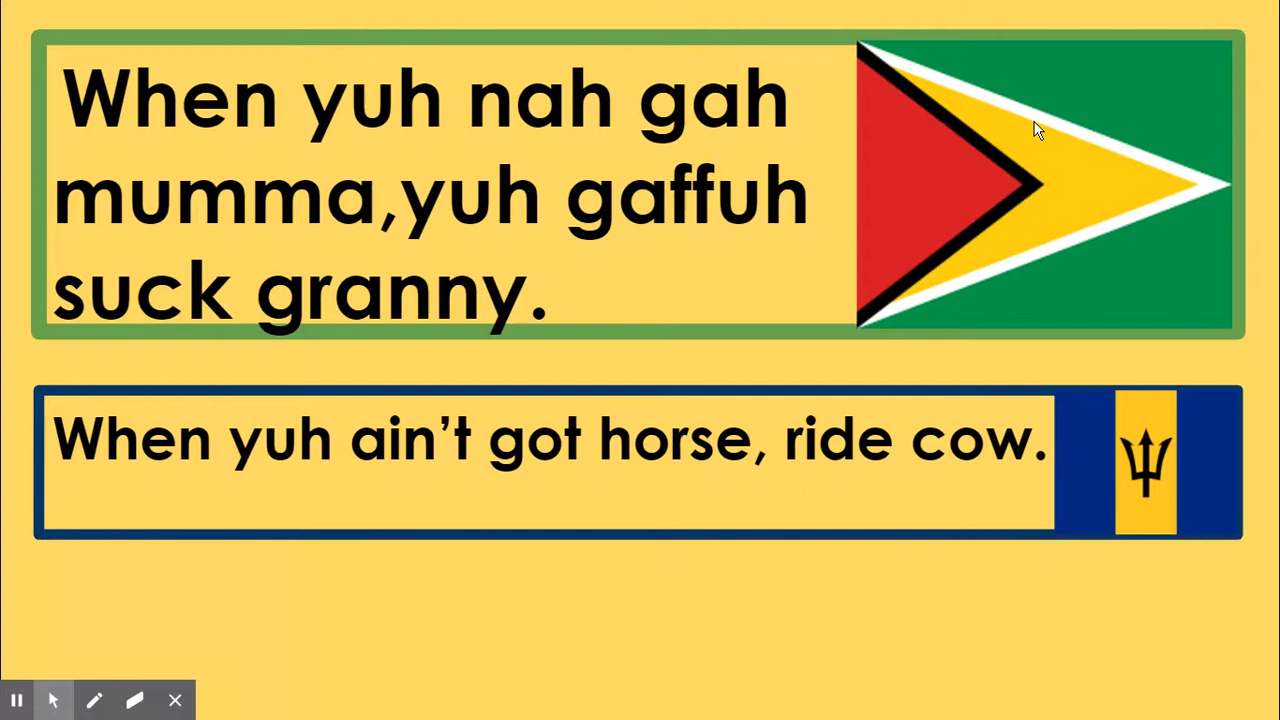 When yuh nah gah
mumma,yuh gaffuh
suck granny.
When yuh ain’t got horse, ride cow.